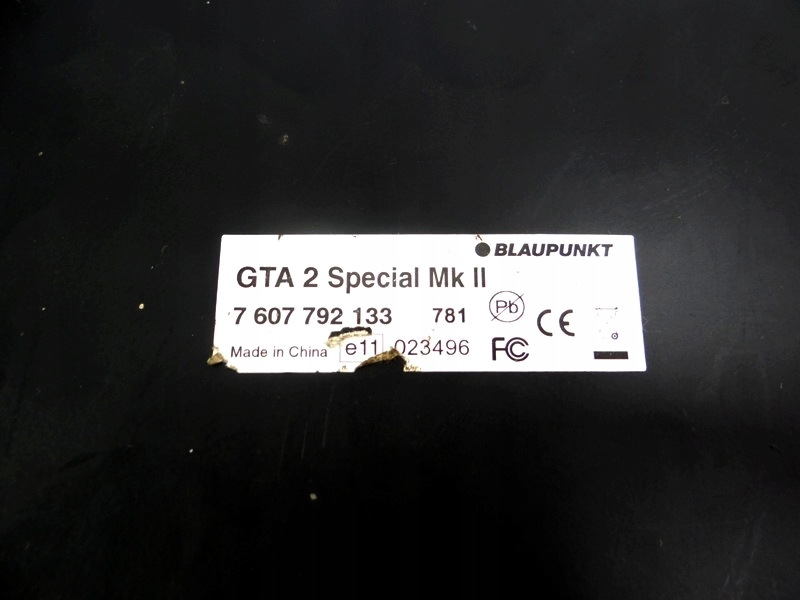 BLAUPUNKT
GTA 2 Special Mk II
7 607 792 133 781 Pb CE
Made in China e11 023496 FC